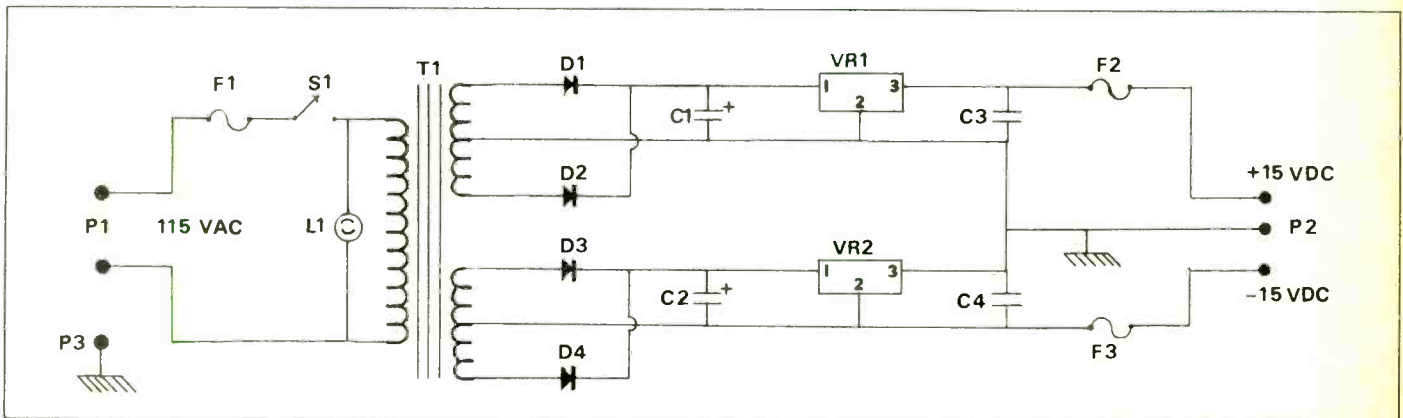 F1
S1
T1
D1
VR1
F2
1
3
2
C1
+
C3
D2
+15 VDC
P1
115 VAC
L1
P2
D3
VR2
1
3
2
C2
+
C4
-15 VDC
P3
D4
F3